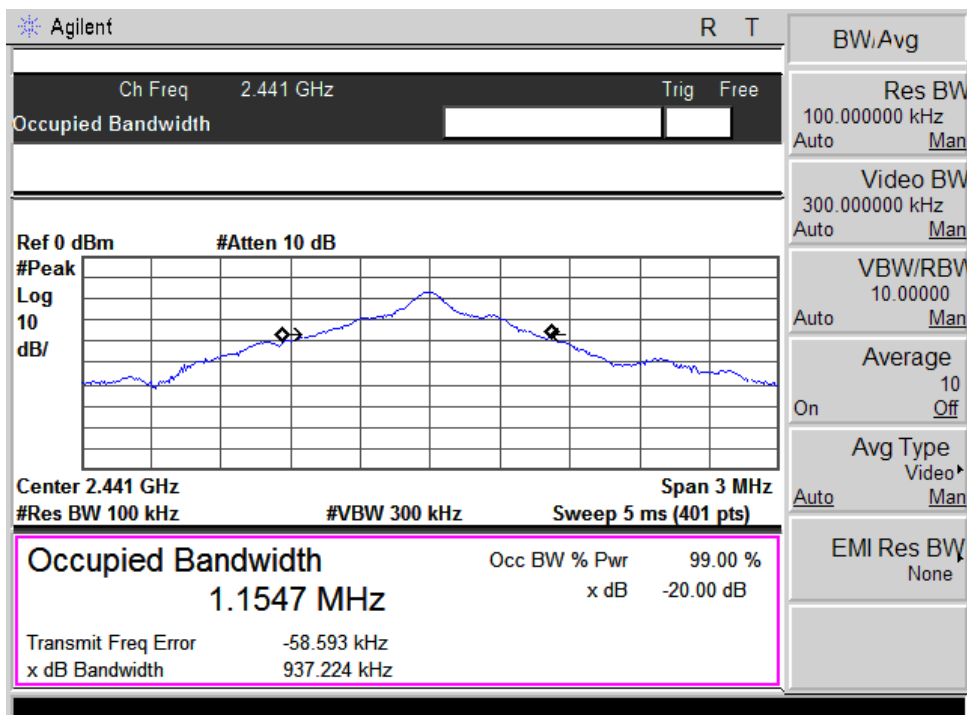 Agilent R T
Ch Freq 2.441 GHz Trig Free
Occupied Bandwidth
Ref 0 dBm #Atten 10 dB
#Peak
Log
10
dB/
Center 2.441 GHz Span 3 MHz
#Res BW 100 kHz #VBW 300 kHz Sweep 5 ms (401 pts)
Occupied Bandwidth Occ BW % Pwr 99.00 %
1.1547 MHz x dB -20.00 dB
Transmit Freq Error -58.593 kHz
x dB Bandwidth 937.224 kHz
BW/Avg
Res BW
100.000000 kHz
Auto Man
Video BW
300.000000 kHz
Auto Man
VBW/RBW
10.00000
Auto Man
Average
10
On Off
Avg Type
Video
Auto Man
EMI Res BW
None